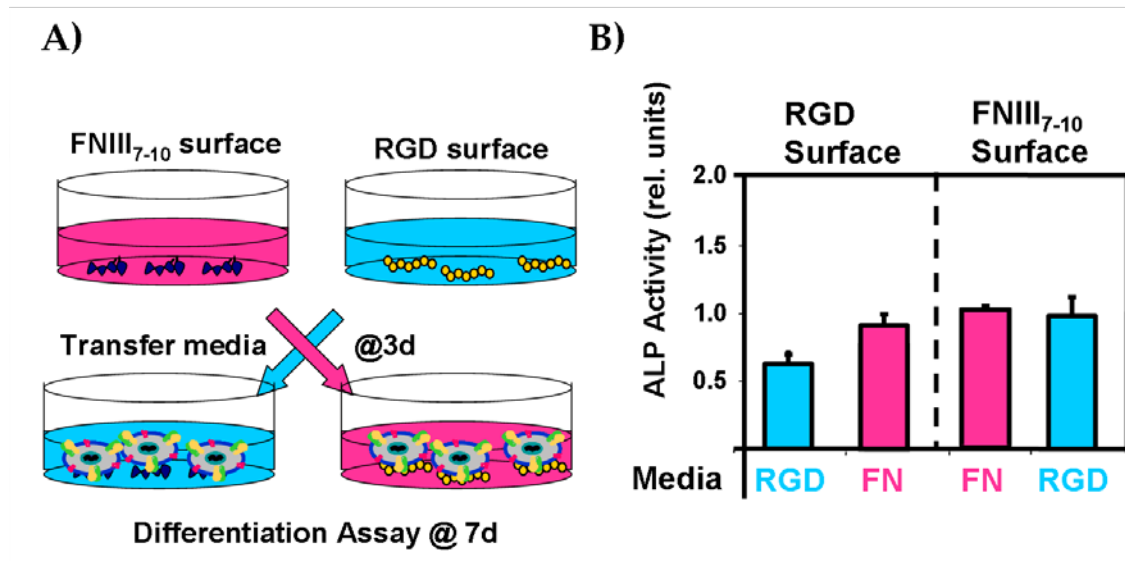 A)
FNIII7-10 surface
RGD surface
Transfer media
@3d
Differentiation Assay @ 7d
B)
RGD
Surface
FNIII7-10
Surface
ALP Activity (rel. units)
2.0
1.5
1.0
0.5
Media
RGD
FN
FN
RGD